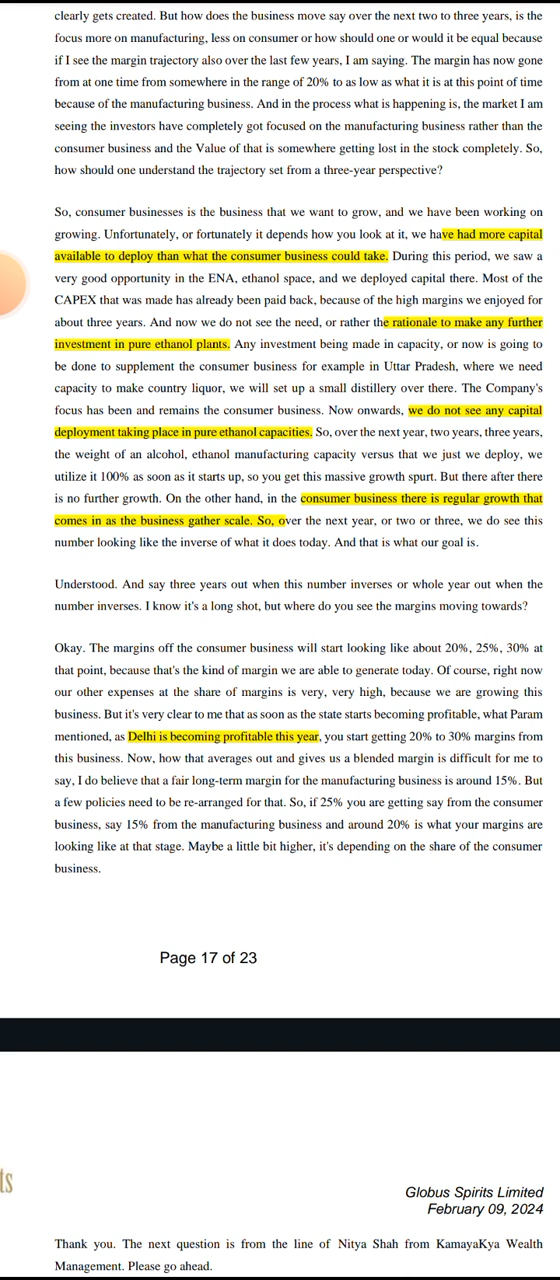 clearly gets created. But how does the business move say over the next two to three years, is the
focus more on manufacturing, less on consumer or how should one or would it be equal because
if I see the margin trajectory also over the last few years, I am saying. The margin has now gone
from at one time from somewhere in the range of 20% to as low as what it is at this point of time
because of the manufacturing business. And in the process what is happening is, the market I am
seeing the investors have completely got focused on the manufacturing business rather than the
consumer business and the Value of that is somewhere getting lost in the stock completely. So,
how should one understand the trajectory set from a three-year perspective?
So, consumer businesses is the business that we want to grow, and we have been working on
growing. Unfortunately, or fortunately it depends how you look at it, we have had more capital
available to deploy than what the consumer business could take. During this period, we saw a
very good opportunity in the ENA, ethanol space, and we deployed capital there. Most of the
CAPEX that was made has already been paid back, because of the high margins we enjoyed for
about three years. And now we do not see the need, or rather the rationale to make any further
investment in pure ethanol plants. Any investment being made in capacity, or now is going to
be done to supplement the consumer business for example in Uttar Pradesh, where we need
capacity to make country liquor, we will set up a small distillery over there. The Company's
focus has been and remains the consumer business. Now onwards, we do not see any capital
deployment taking place in pure ethanol capacities. So, over the next year, two years, three years,
the weight of an alcohol, ethanol manufacturing capacity versus that we just we deploy, we
utilize it 100% as soon as it starts up, so you get this massive growth spurt. But there after there
is no further growth. On the other hand, in the consumer business there is regular growth that
comes in as the business gather scale. So, over the next year, or two or three, we do see this
number looking like the inverse of what it does today. And that is what our goal is.
Understood. And say three years out when this number inverses or whole year out when the
number inverses. I know it's a long shot, but where do you see the margins moving towards?
Okay. The margins off the consumer business will start looking like about 20%, 25%, 30% at
that point, because that's the kind of margin we are able to generate today. Of course, right now
our other expenses at the share of margins is very, very high, because we are growing this
business. But it's very clear to me that as soon as the state starts becoming profitable, what Param
mentioned, as Delhi is becoming profitable this year, you start getting 20% to 30% margins from
this business. Now, how that averages out and gives us a blended margin is difficult for me to
say, I do believe that a fair long-term margin for the manufacturing business is around 15%. But
a few policies need to be re-arranged for that. So, if 25% you are getting say from the consumer
business, say 15% from the manufacturing business and around 20% is what your margins are
looking like at that stage. Maybe a little bit higher, it's depending on the share of the consumer
business.
Page 17 of 23
ts
Globus Spirits Limited
February 09, 2024
Thank you. The next question is from the line of Nitya Shah from KamayaKya Wealth
Management. Please go ahead.